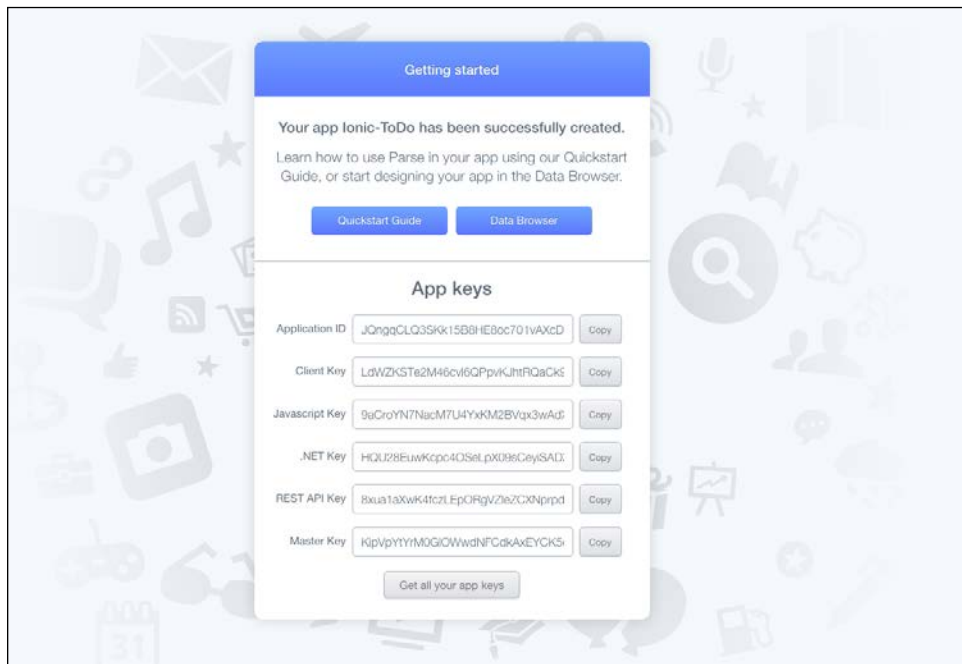 Getting started
Your app Ionic-ToDo has been successfully created.
Learn how to use Parse in your app using our Quickstart
Guide, or start designing your app in the Data Browser.
Quickstart Guide
Data Browser
App keys
Application ID
Copy
Client Key
Copy
Javascript Key
Copy
.NET Key
Copy
REST API Key
Copy
Master Key
Copy
Get all your app keys
31